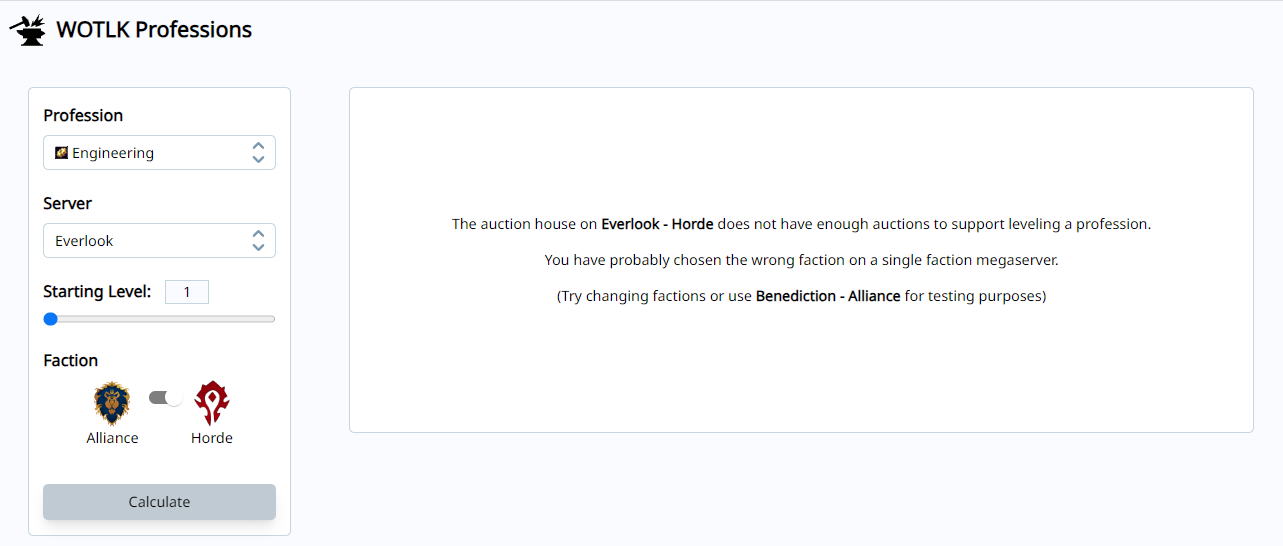 WOTLK Professions
Profession
Engineering
Server
Everlook
Starting Level: 1
Faction
Alliance
Horde
Calculate
The auction house on Everlook - Horde does not have enough auctions to support leveling a profession.
You have probably chosen the wrong faction on a single faction megaserver.
(Try changing factions or use Benediction - Alliance for testing purposes)